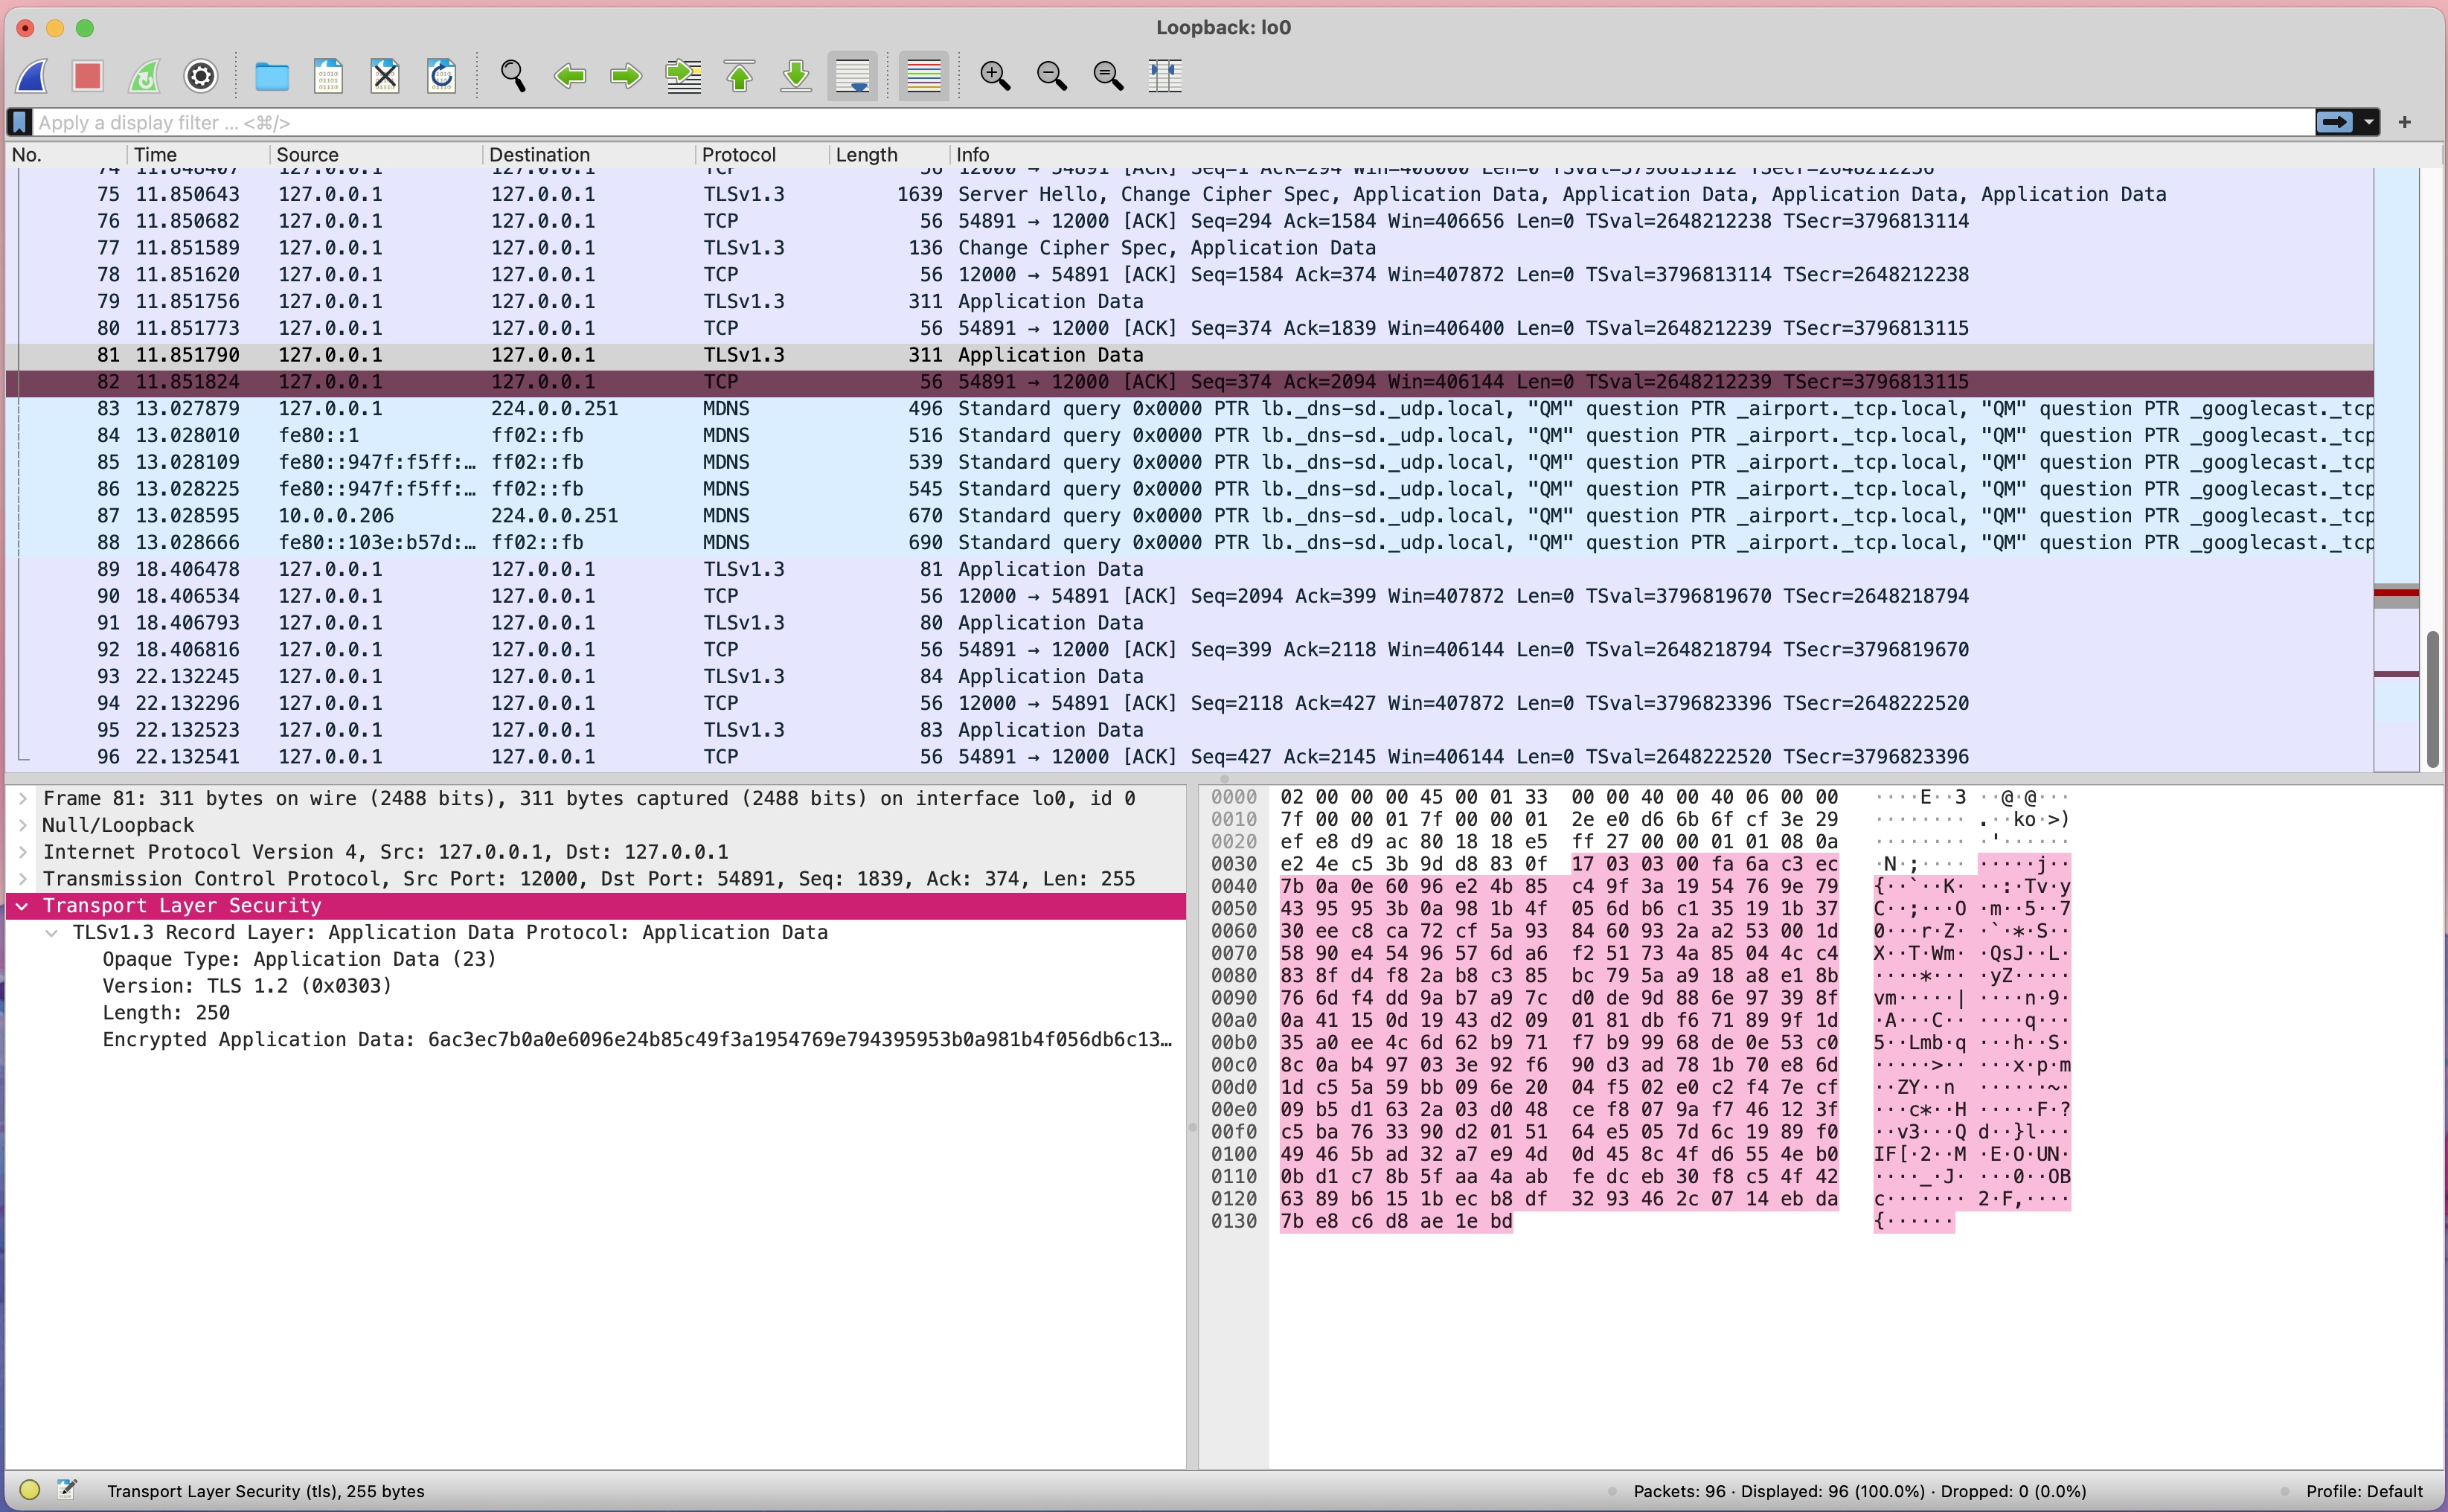 Loopback: lo0
Apply a display filter ... <⌘/>
No. Time Source Destination Protocol Length Info
74 11.848407 127.0.0.1 127.0.0.1 TCP 56 12000 → 54891 [ACK] Seq=1 Ack=294 Win=408000 Len=0 TSval=3796813112 TSecr=2648212236
75 11.850643 127.0.0.1 127.0.0.1 TLSv1.3 1639 Server Hello, Change Cipher Spec, Application Data, Application Data, Application Data, Application Data
76 11.850682 127.0.0.1 127.0.0.1 TCP 56 54891 → 12000 [ACK] Seq=294 Ack=1584 Win=406656 Len=0 TSval=2648212238 TSecr=3796813114
77 11.851589 127.0.0.1 127.0.0.1 TLSv1.3 136 Change Cipher Spec, Application Data
78 11.851620 127.0.0.1 127.0.0.1 TCP 56 12000 → 54891 [ACK] Seq=1584 Ack=374 Win=407872 Len=0 TSval=3796813114 TSecr=2648212238
79 11.851756 127.0.0.1 127.0.0.1 TLSv1.3 311 Application Data
80 11.851773 127.0.0.1 127.0.0.1 TCP 56 54891 → 12000 [ACK] Seq=374 Ack=1839 Win=406400 Len=0 TSval=2648212239 TSecr=3796813115
81 11.851790 127.0.0.1 127.0.0.1 TLSv1.3 311 Application Data
82 11.851824 127.0.0.1 127.0.0.1 TCP 56 54891 → 12000 [ACK] Seq=374 Ack=2094 Win=406144 Len=0 TSval=2648212239 TSecr=3796813115
83 13.027879 127.0.0.1 224.0.0.251 MDNS 496 Standard query 0x0000 PTR lb._dns-sd._udp.local, "QM" question PTR _airport._tcp.local, "QM" question PTR _googlecast._tcp
84 13.028010 fe80::1 ff02::fb MDNS 516 Standard query 0x0000 PTR lb._dns-sd._udp.local, "QM" question PTR _airport._tcp.local, "QM" question PTR _googlecast._tcp
85 13.028109 fe80::947f:f5ff:… ff02::fb MDNS 539 Standard query 0x0000 PTR lb._dns-sd._udp.local, "QM" question PTR _airport._tcp.local, "QM" question PTR _googlecast._tcp
86 13.028225 fe80::947f:f5ff:… ff02::fb MDNS 545 Standard query 0x0000 PTR lb._dns-sd._udp.local, "QM" question PTR _airport._tcp.local, "QM" question PTR _googlecast._tcp
87 13.028595 10.0.0.206 224.0.0.251 MDNS 670 Standard query 0x0000 PTR lb._dns-sd._udp.local, "QM" question PTR _airport._tcp.local, "QM" question PTR _googlecast._tcp
88 13.028666 fe80::103e:b57d:… ff02::fb MDNS 690 Standard query 0x0000 PTR lb._dns-sd._udp.local, "QM" question PTR _airport._tcp.local, "QM" question PTR _googlecast._tcp
89 18.406478 127.0.0.1 127.0.0.1 TLSv1.3 81 Application Data
90 18.406534 127.0.0.1 127.0.0.1 TCP 56 12000 → 54891 [ACK] Seq=2094 Ack=399 Win=407872 Len=0 TSval=3796819670 TSecr=2648218794
91 18.406793 127.0.0.1 127.0.0.1 TLSv1.3 80 Application Data
92 18.406816 127.0.0.1 127.0.0.1 TCP 56 54891 → 12000 [ACK] Seq=399 Ack=2118 Win=406144 Len=0 TSval=2648218794 TSecr=3796819670
93 22.132245 127.0.0.1 127.0.0.1 TLSv1.3 84 Application Data
94 22.132296 127.0.0.1 127.0.0.1 TCP 56 12000 → 54891 [ACK] Seq=2118 Ack=427 Win=407872 Len=0 TSval=3796823396 TSecr=2648222520
95 22.132523 127.0.0.1 127.0.0.1 TLSv1.3 83 Application Data
96 22.132541 127.0.0.1 127.0.0.1 TCP 56 54891 → 12000 [ACK] Seq=427 Ack=2145 Win=406144 Len=0 TSval=2648222520 TSecr=3796823396
Frame 81: 311 bytes on wire (2488 bits), 311 bytes captured (2488 bits) on interface lo0, id 0
Null/Loopback
Internet Protocol Version 4, Src: 127.0.0.1, Dst: 127.0.0.1
Transmission Control Protocol, Src Port: 12000, Dst Port: 54891, Seq: 1839, Ack: 374, Len: 255
Transport Layer Security
TLSv1.3 Record Layer: Application Data Protocol: Application Data
Opaque Type: Application Data (23)
Version: TLS 1.2 (0x0303)
Length: 250
Encrypted Application Data: 6ac3ec7b0a0e6096e24b85c49f3a1954769e794395953b0a981b4f056db6c13…
0000 02 00 00 00 45 00 01 33 00 00 40 00 40 06 00 00 ····E··3 ··@·@···
0010 7f 00 00 01 7f 00 00 01 2e e0 d6 6b 6f cf 3e 29 ········ .··ko·>)
0020 ef e8 d9 ac 80 18 18 e5 ff 27 00 00 01 01 08 0a ········ ·'······
0030 e2 4e c5 3b 9d d8 83 0f 17 03 03 00 fa 6a c3 ec ·N·;···· ·····j··
0040 7b 0a 0e 60 96 e2 4b 85 c4 9f 3a 19 54 76 9e 79 {··`··K· ··:·Tv·y
0050 43 95 95 3b 0a 98 1b 4f 05 6d b6 c1 35 19 1b 37 C··;···O ·m··5··7
0060 30 ee c8 ca 72 cf 5a 93 84 60 93 2a a2 53 00 1d 0···r·Z· ·`·*·S··
0070 58 90 e4 54 96 57 6d a6 f2 51 73 4a 85 04 4c c4 X··T·Wm· ·QsJ··L·
0080 83 8f d4 f8 2a b8 c3 85 bc 79 5a a9 18 a8 e1 8b ····*··· ·yZ·····
0090 76 6d f4 dd 9a b7 a9 7c d0 de 9d 88 6e 97 39 8f vm·····| ····n·9·
00a0 0a 41 15 0d 19 43 d2 09 01 81 db f6 71 89 9f 1d ·A···C·· ····q···
00b0 35 a0 ee 4c 6d 62 b9 71 f7 b9 99 68 de 0e 53 c0 5··Lmb·q ···h··S·
00c0 8c 0a b4 97 03 3e 92 f6 90 d3 ad 78 1b 70 e8 6d ·····>·· ···x·p·m
00d0 1d c5 5a 59 bb 09 6e 20 04 f5 02 e0 c2 f4 7e cf ··ZY··n  ······~·
00e0 09 b5 d1 63 2a 03 d0 48 ce f8 07 9a f7 46 12 3f ···c*··H ·····F·?
00f0 c5 ba 76 33 90 d2 01 51 64 e5 05 7d 6c 19 89 f0 ··v3···Q d··}l···
0100 49 46 5b ad 32 a7 e9 4d 0d 45 8c 4f d6 55 4e b0 IF[·2··M ·E·O·UN·
0110 0b d1 c7 8b 5f aa 4a ab fe dc eb 30 f8 c5 4f 42 ····_·J· ···0··OB
0120 63 89 b6 15 1b ec b8 df 32 93 46 2c 07 14 eb da c······· 2·F,····
0130 7b e8 c6 d8 ae 1e bd {······
Transport Layer Security (tls), 255 bytes
Packets: 96 · Displayed: 96 (100.0%) · Dropped: 0 (0.0%)
Profile: Default